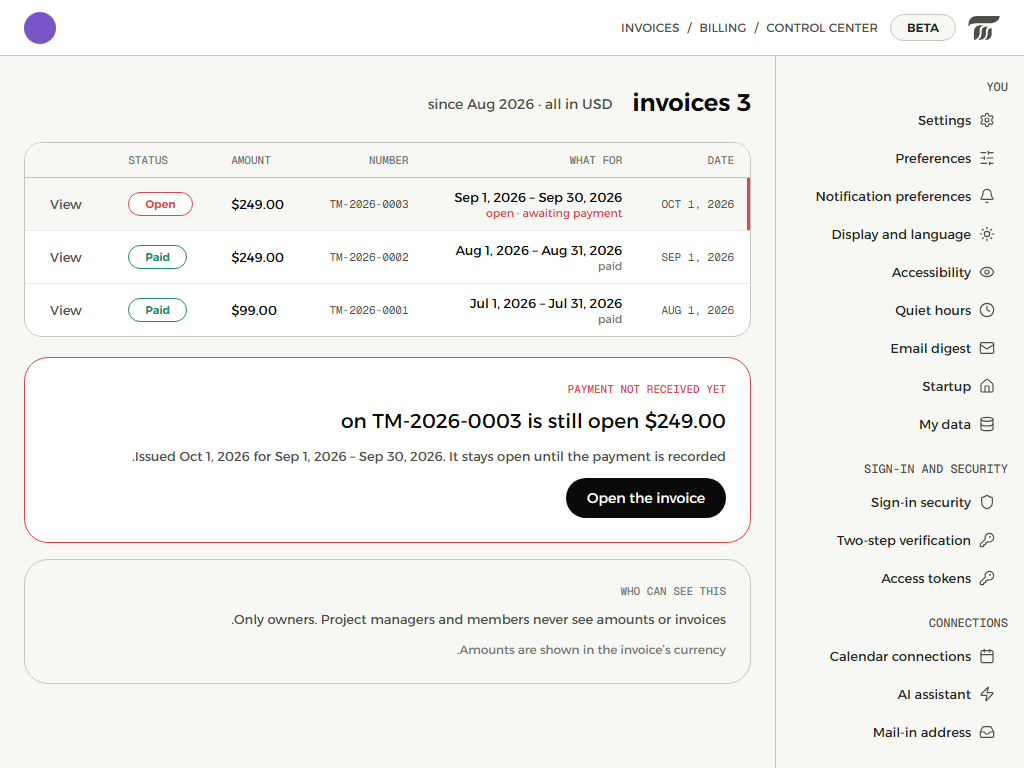 INVOICES / BILLING / CONTROL CENTER BETA
YOU
Settings
Preferences
Notification preferences
Display and language
Accessibility
Quiet hours
Email digest
Startup
My data
SIGN-IN AND SECURITY
Sign-in security
Two-step verification
Access tokens
CONNECTIONS
Calendar connections
AI assistant
Mail-in address
since Aug 2026 · all in USD invoices 3
STATUS AMOUNT NUMBER WHAT FOR DATE
View Open $249.00 TM-2026-0003 Sep 1, 2026 – Sep 30, 2026 OCT 1, 2026
open · awaiting payment
View Paid $249.00 TM-2026-0002 Aug 1, 2026 – Aug 31, 2026 SEP 1, 2026
paid
View Paid $99.00 TM-2026-0001 Jul 1, 2026 – Jul 31, 2026 AUG 1, 2026
paid
PAYMENT NOT RECEIVED YET
on TM-2026-0003 is still open $249.00
.Issued Oct 1, 2026 for Sep 1, 2026 – Sep 30, 2026. It stays open until the payment is recorded
Open the invoice
WHO CAN SEE THIS
.Only owners. Project managers and members never see amounts or invoices
.Amounts are shown in the invoice’s currency